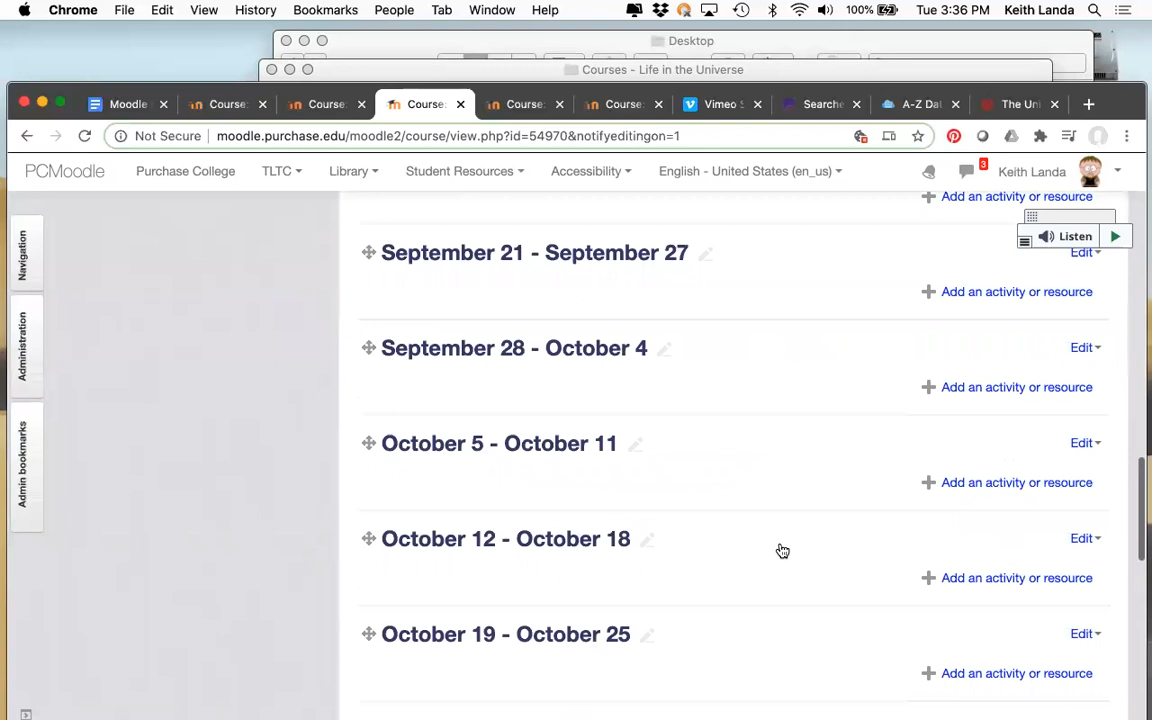 Chrome File Edit View History Bookmarks People Tab Window Help 100% Tue 3:36 PM Keith Landa
Desktop
Courses - Life in the Universe
Moodle Course: Course: Course: Course: Course: Vimeo S Searche A-Z Dat The Uni
Not Secure moodle.purchase.edu/moodle2/course/view.php?id=54970&notifyeditingon=1
PCMoodle Purchase College TLTC Library Student Resources Accessibility English - United States (en_us) 3 Keith Landa
Add an activity or resource
Listen
Navigation
September 21 - September 27 Edit
Add an activity or resource
Administration
September 28 - October 4 Edit
Add an activity or resource
Admin bookmarks
October 5 - October 11 Edit
Add an activity or resource
October 12 - October 18 Edit
Add an activity or resource
October 19 - October 25 Edit
Add an activity or resource